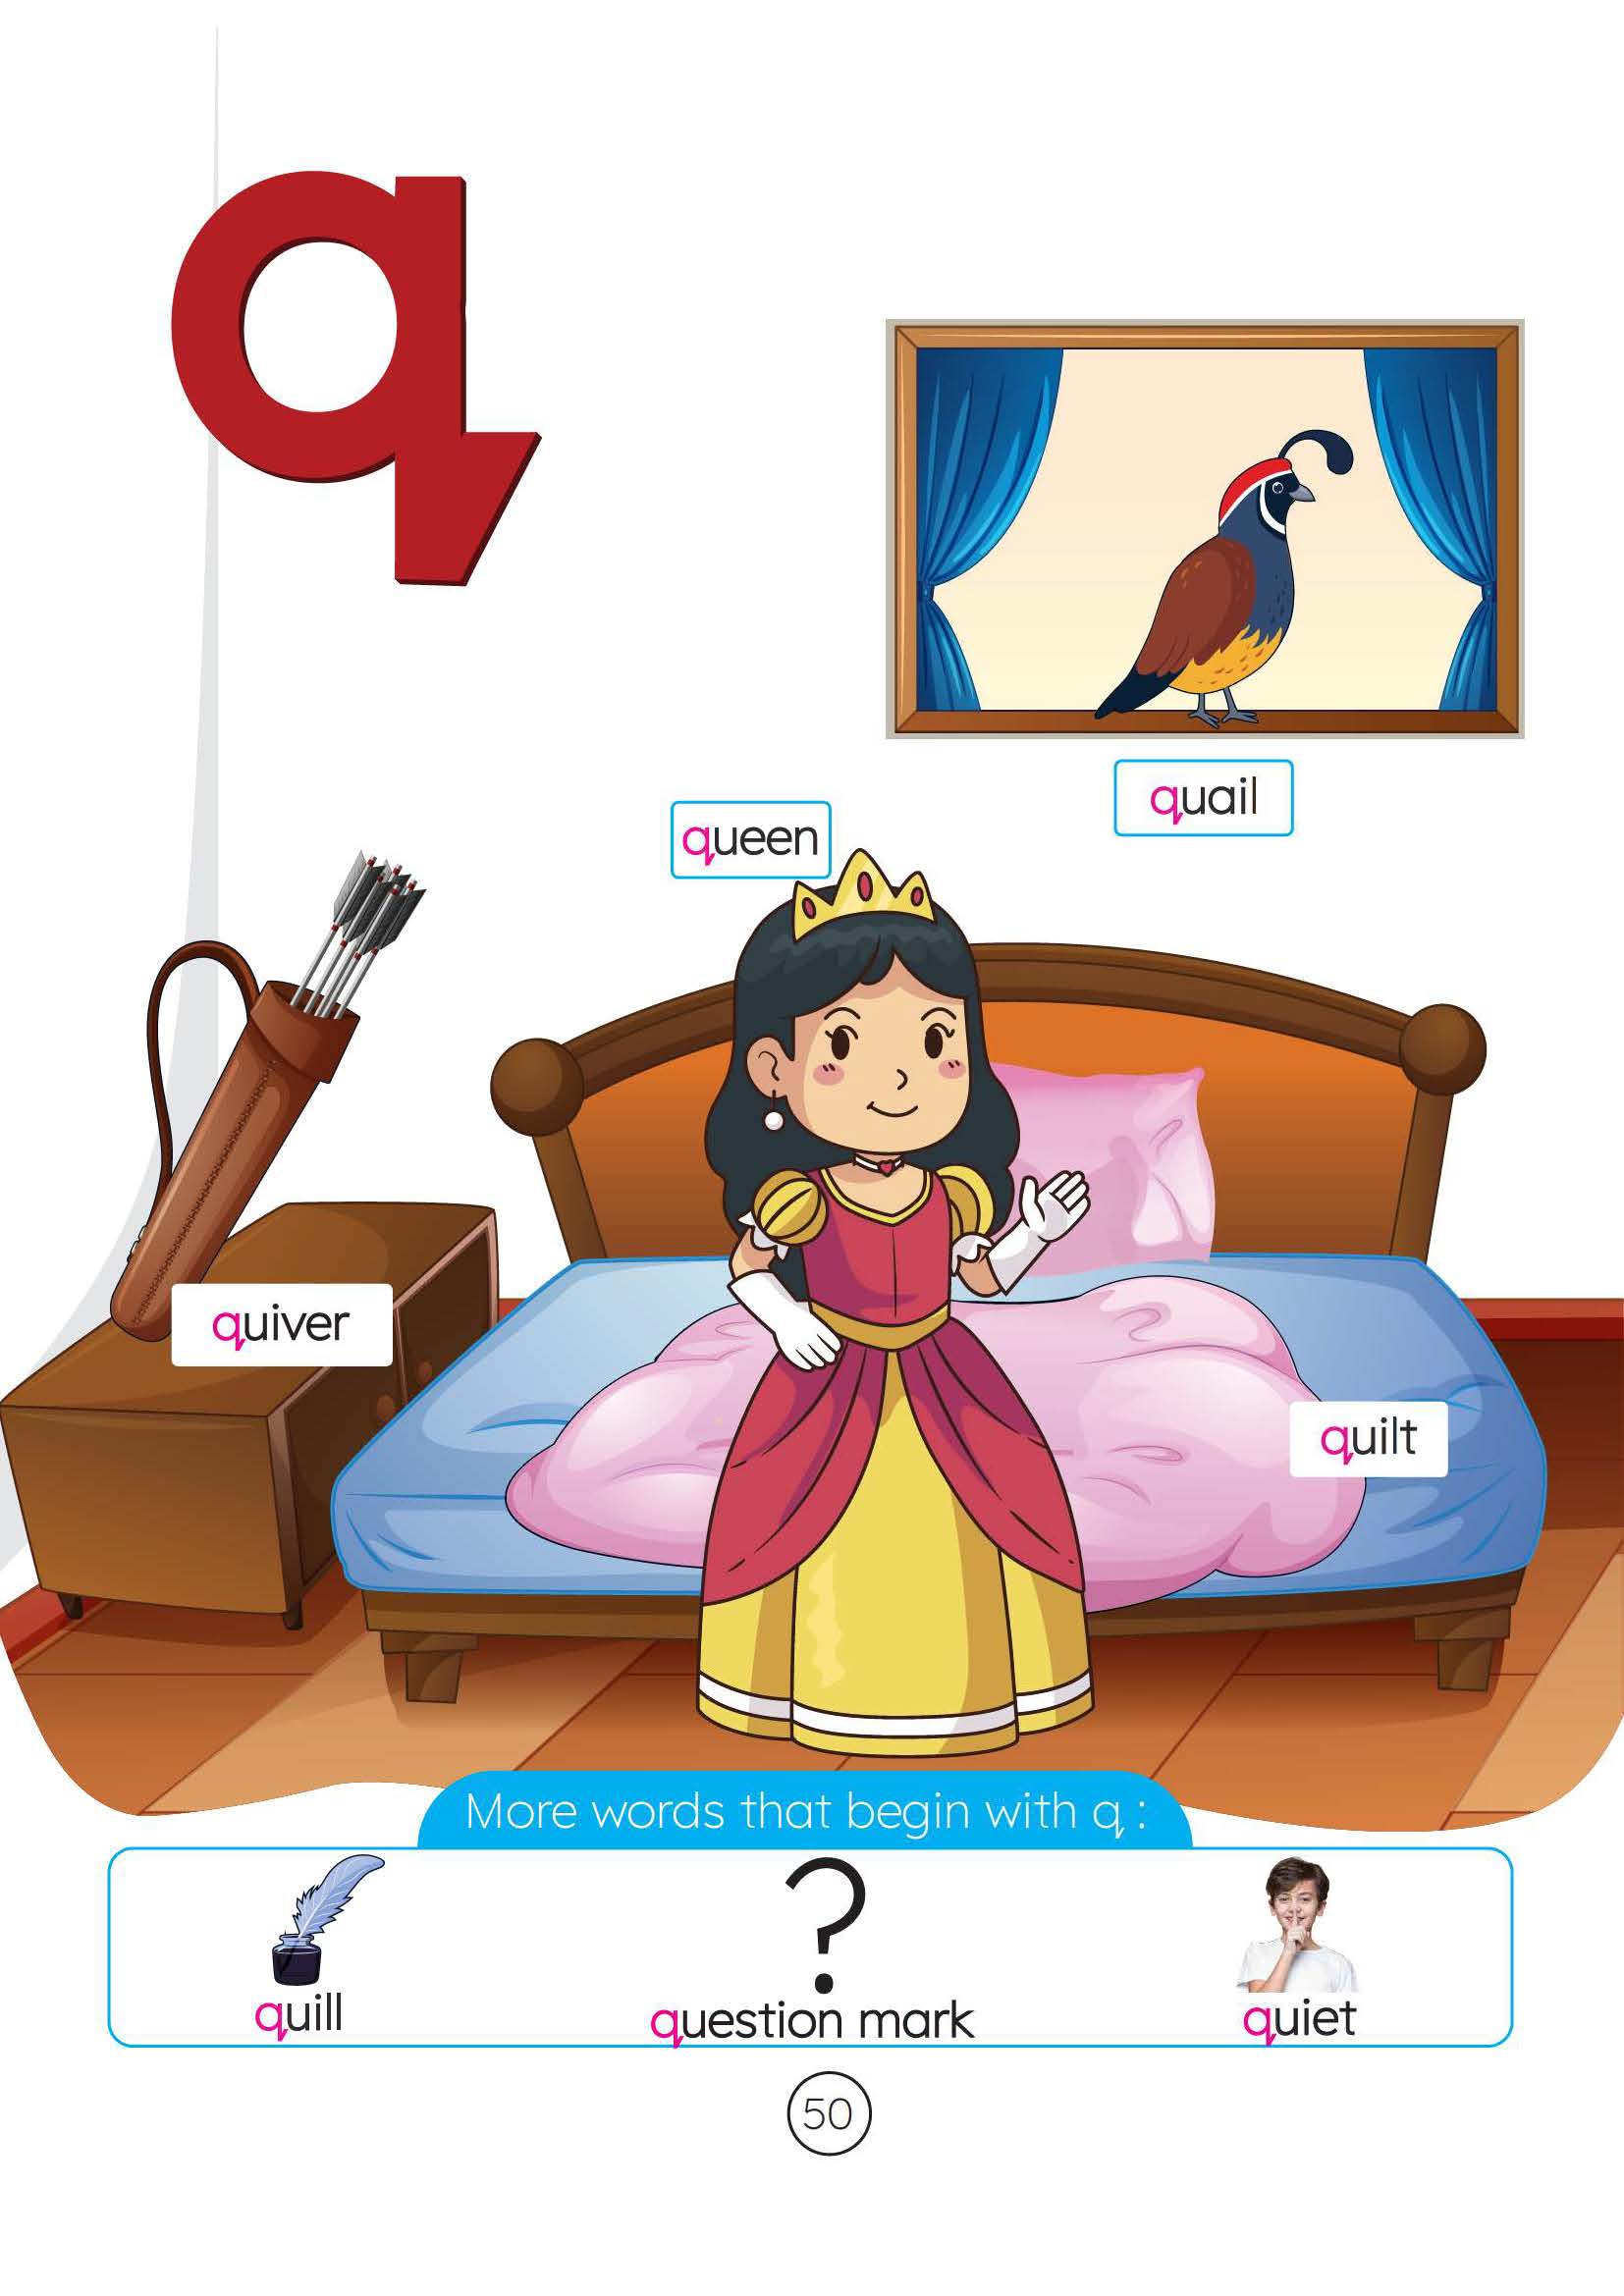 q
quail
queen
quiver
quilt
More words that begin with q :
quill
question mark
quiet
50